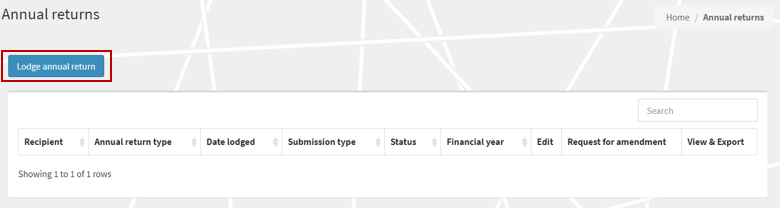 Annual returns
Home / Annual returns
Lodge annual return
Search
Recipient Annual return type Date lodged Submission type Status Financial year Edit Request for amendment View & Export
Showing 1 to 1 of 1 rows